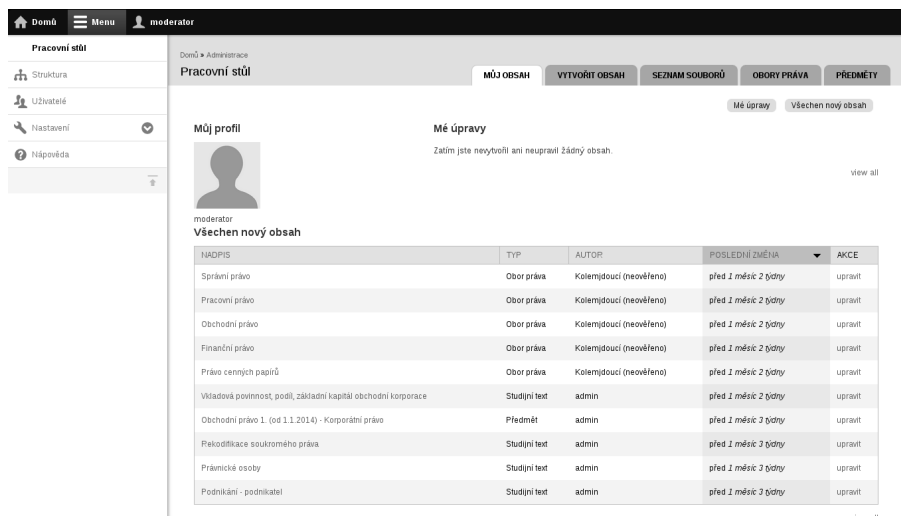 Domů Menu moderator
Pracovní stůl
Struktura
Uživatelé
Nastavení
Nápověda
Domů » Administrace
Pracovní stůl
MŮJ OBSAH VYTVOŘIT OBSAH SEZNAM SOUBORŮ OBORY PRÁVA PŘEDMĚTY
Mé úpravy Všechen nový obsah
Můj profil
moderator
Mé úpravy
Zatím jste nevytvořil ani neupravil žádný obsah.
view all
Všechen nový obsah
NADPIS TYP AUTOR POSLEDNÍ ZMĚNA AKCE
Správní právo Obor práva Kolemjdoucí (neověřeno) před 1 měsíc 2 týdny upravit
Pracovní právo Obor práva Kolemjdoucí (neověřeno) před 1 měsíc 2 týdny upravit
Obchodní právo Obor práva Kolemjdoucí (neověřeno) před 1 měsíc 2 týdny upravit
Finanční právo Obor práva Kolemjdoucí (neověřeno) před 1 měsíc 2 týdny upravit
Právo cenných papírů Obor práva Kolemjdoucí (neověřeno) před 1 měsíc 2 týdny upravit
Vkladová povinnost, podíl, základní kapitál obchodní korporace Studijní text admin před 1 měsíc 2 týdny upravit
Obchodní právo 1. (od 1.1.2014) - Korporátní právo Předmět admin před 1 měsíc 3 týdny upravit
Rekodifikace soukromého práva Studijní text admin před 1 měsíc 3 týdny upravit
Právnické osoby Studijní text admin před 1 měsíc 3 týdny upravit
Podnikání - podnikatel Studijní text admin před 1 měsíc 3 týdny upravit